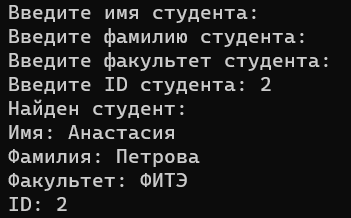 Введите имя студента:
Введите фамилию студента:
Введите факультет студента:
Введите ID студента: 2
Найден студент:
Имя: Анастасия
Фамилия: Петрова
Факультет: ФИТЭ
ID: 2